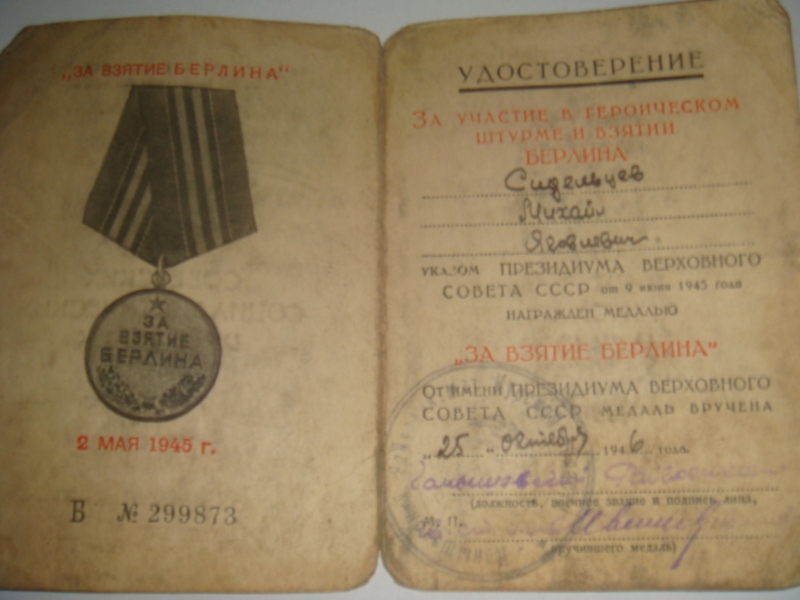 „ЗА ВЗЯТИЕ БЕРЛИНА“
ЗА
ВЗЯТИЕ
БЕРЛИНА
2 МАЯ 1945 г.
Б № 299873
УДОСТОВЕРЕНИЕ
ЗА УЧАСТИЕ В ГЕРОИЧЕСКОМ
ШТУРМЕ И ВЗЯТИИ
БЕРЛИНА
Сидельцев
Михаил
Яковлевич
УКАЗОМ ПРЕЗИДИУМА ВЕРХОВНОГО
СОВЕТА СССР от 9 июня 1945 года
НАГРАЖДЕН МЕДАЛЬЮ
„ЗА ВЗЯТИЕ БЕРЛИНА“
ОТ ИМЕНИ ПРЕЗИДИУМА ВЕРХОВНОГО
СОВЕТА СССР МЕДАЛЬ ВРУЧЕНА
„25“ октября 1946 года.
(должность, военное звание и подпись лица,
М. П.
вручившего медаль)